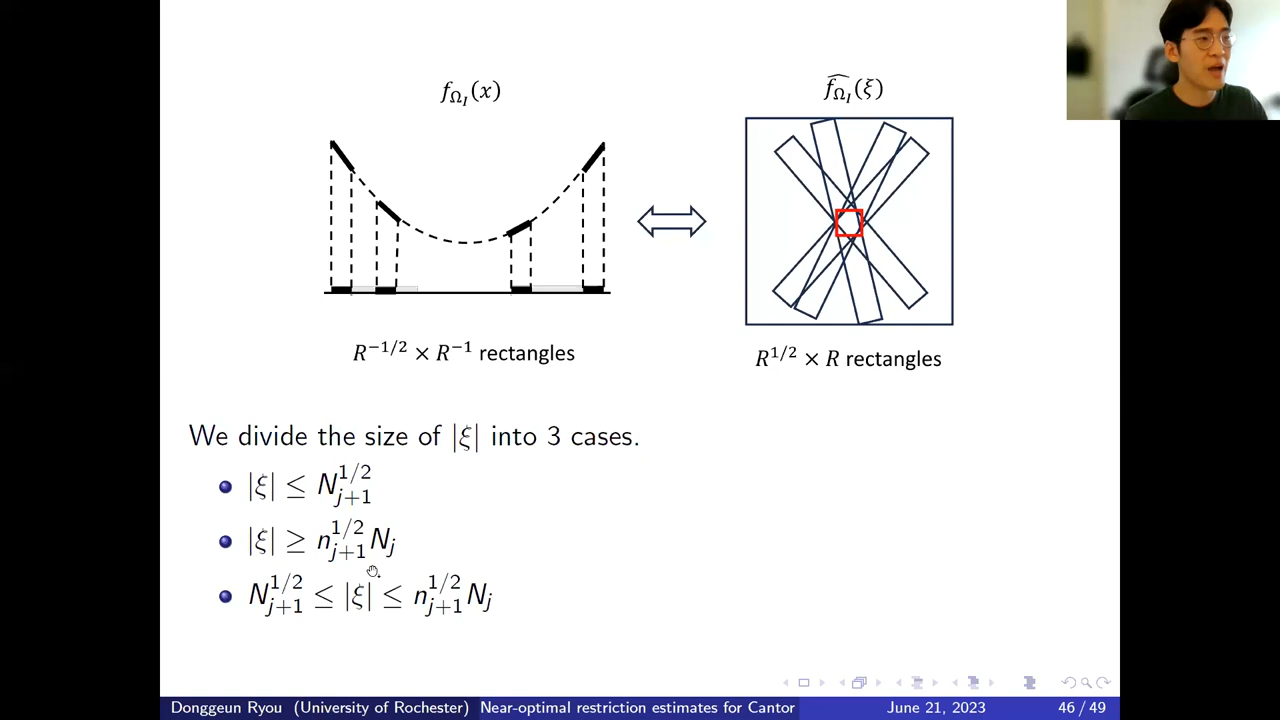 f_{Ω_I}(x)
\widehat{f_{Ω_I}}(ξ)
R^{-1/2} × R^{-1} rectangles
R^{1/2} × R rectangles
We divide the size of |ξ| into 3 cases.
|ξ| ≤ N_{j+1}^{1/2}
|ξ| ≥ n_{j+1}^{1/2} N_j
N_{j+1}^{1/2} ≤ |ξ| ≤ n_{j+1}^{1/2} N_j
Donggeun Ryou (University of Rochester) Near-optimal restriction estimates for Cantor June 21, 2023 46 / 49